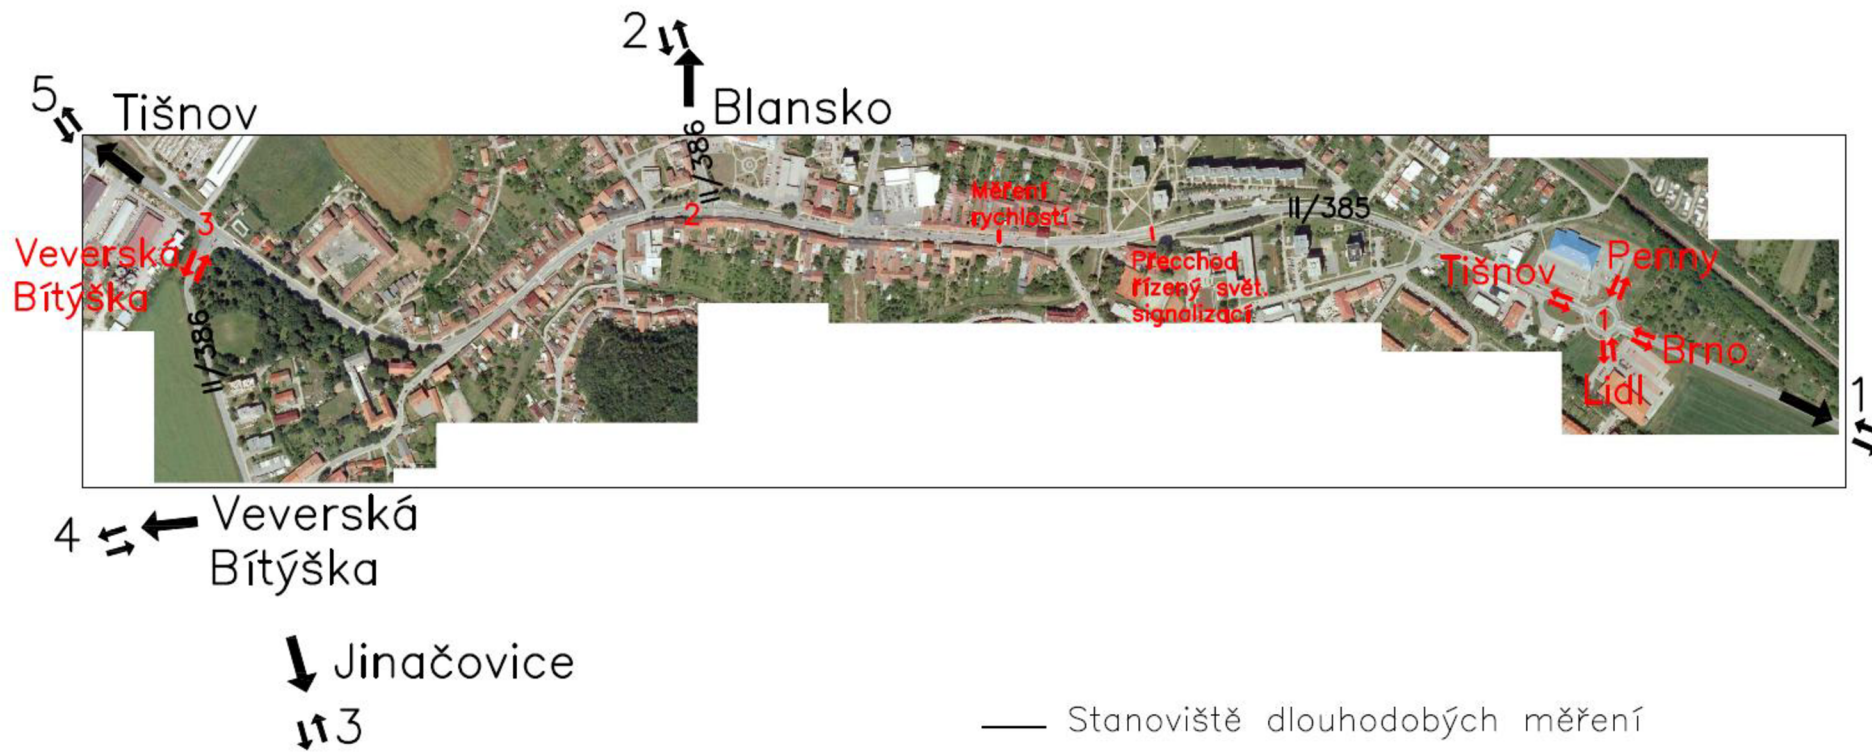 2
5
Tišnov
Blansko
II/386
3
2
Měření
rychlostí
II/385
Veverská
Bítýška
Přecchod
řízený svět.
signalizací
Tišnov
Penny
1
Brno
Lidl
II/386
1
4
Veverská
Bítýška
Jinačovice
3
Stanoviště dlouhodobých měření